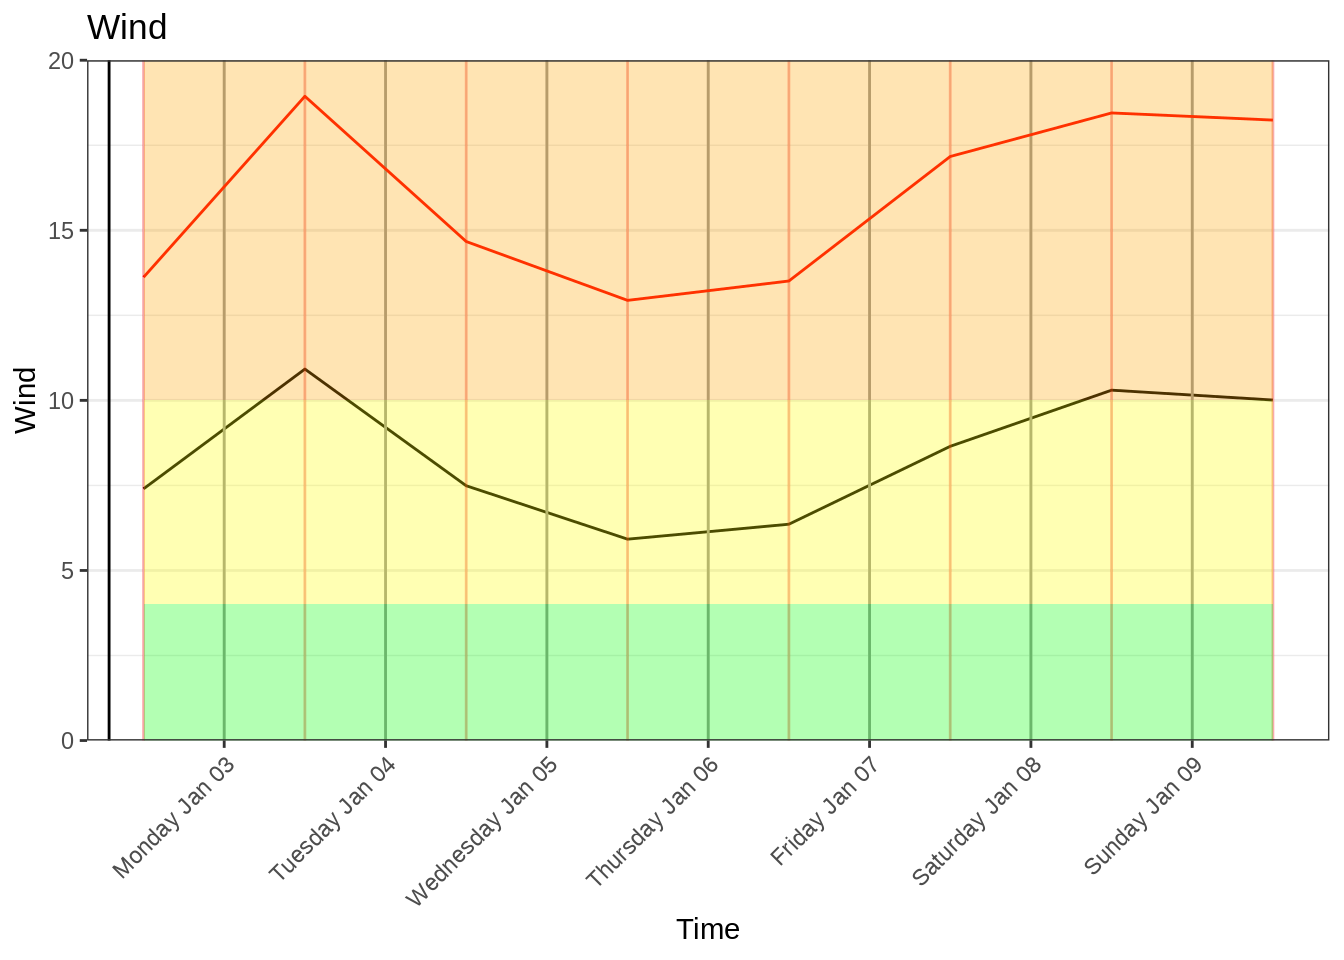 Wind
20
15
10
5
0
Wind
Monday Jan 03
Tuesday Jan 04
Wednesday Jan 05
Thursday Jan 06
Friday Jan 07
Saturday Jan 08
Sunday Jan 09
Time